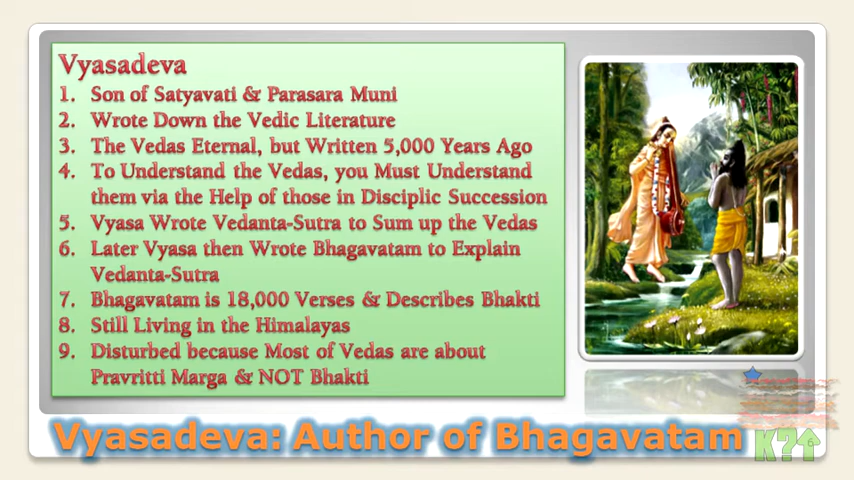 Vyasadeva
1. Son of Satyavati & Parasara Muni
2. Wrote Down the Vedic Literature
3. The Vedas Eternal, but Written 5,000 Years Ago
4. To Understand the Vedas, you Must Understand
them via the Help of those in Disciplic Succession
5. Vyasa Wrote Vedanta-Sutra to Sum up the Vedas
6. Later Vyasa then Wrote Bhagavatam to Explain
Vedanta-Sutra
7. Bhagavatam is 18,000 Verses & Describes Bhakti
8. Still Living in the Himalayas
9. Disturbed because Most of Vedas are about
Pravritti Marga & NOT Bhakti
Vyasadeva: Author of Bhagavatam
K?↑